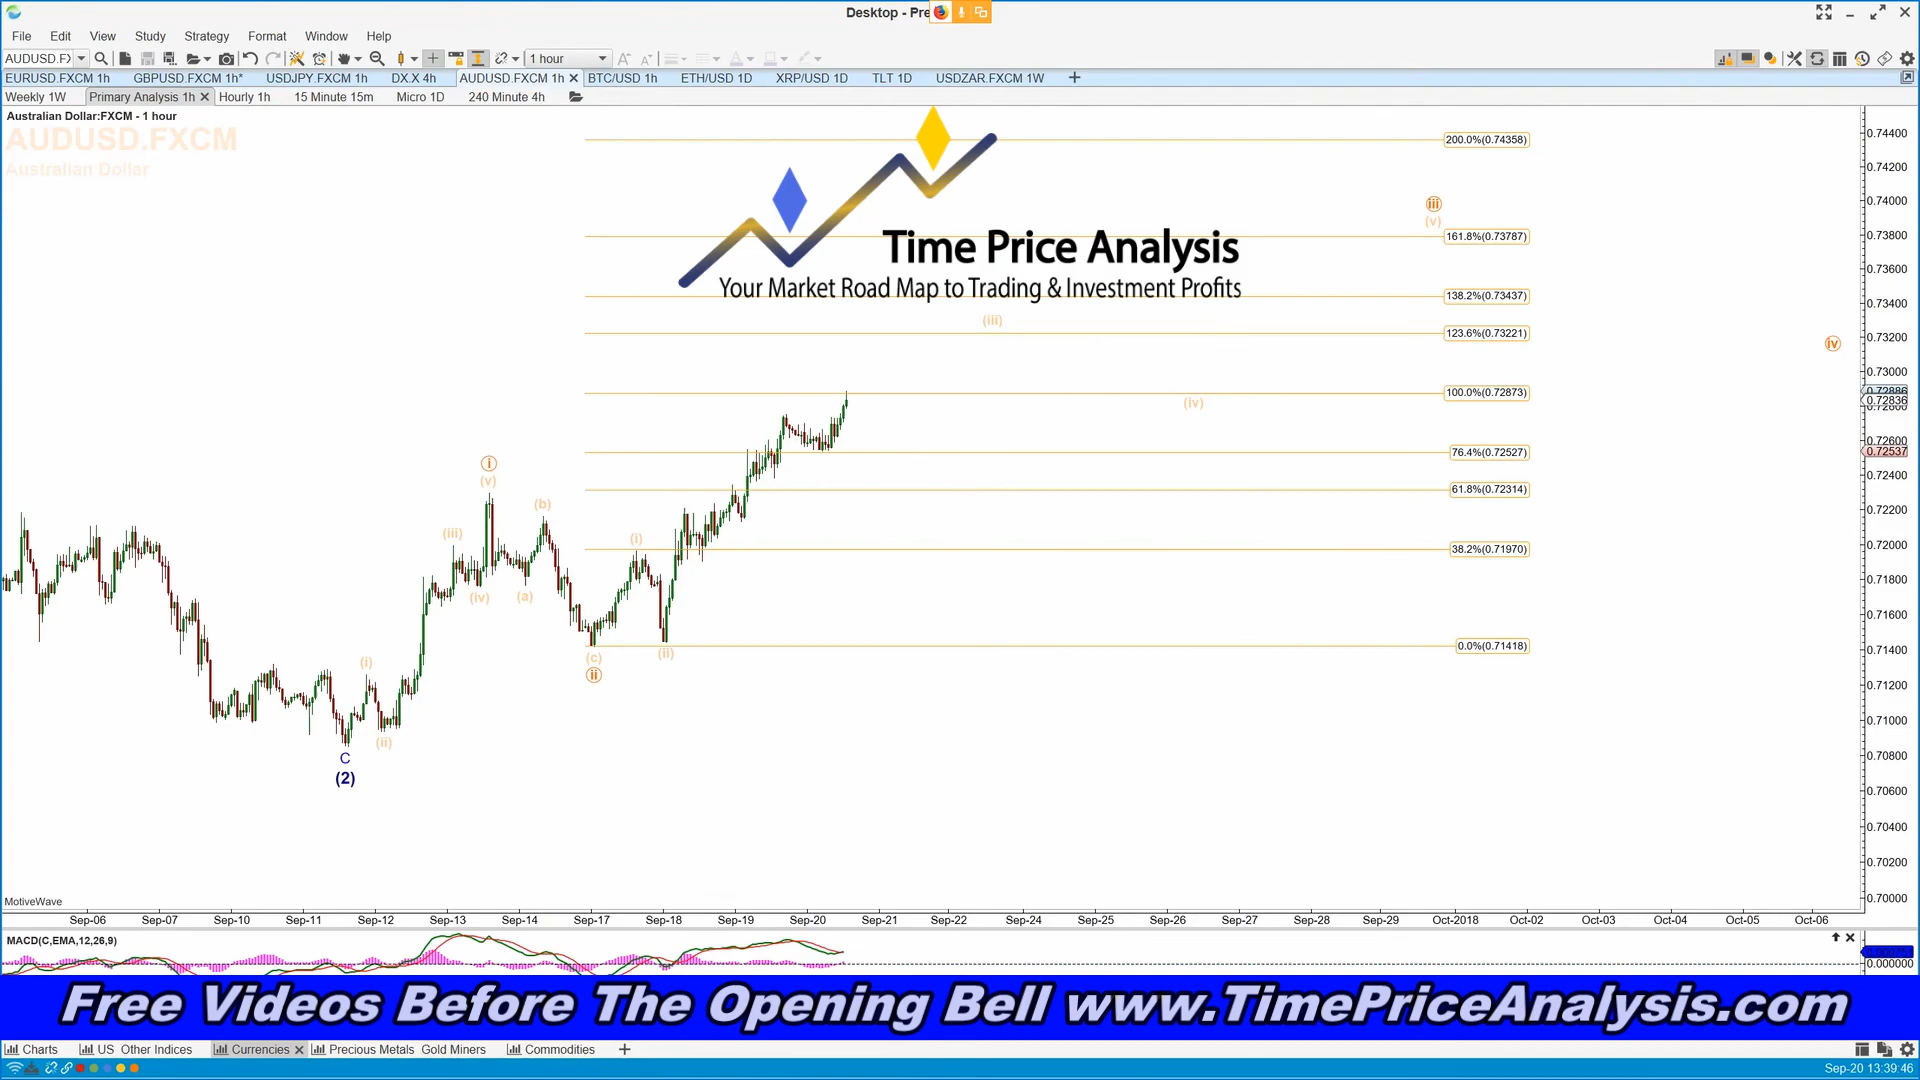 Desktop - Pre
File Edit View Study Strategy Format Window Help
AUDUSD.FX 1 hour
EURUSD.FXCM 1h GBPUSD.FXCM 1h* USDJPY.FXCM 1h DX.X 4h AUDUSD.FXCM 1h BTC/USD 1h ETH/USD 1D XRP/USD 1D TLT 1D USDZAR.FXCM 1W
Weekly 1W Primary Analysis 1h Hourly 1h 15 Minute 15m Micro 1D 240 Minute 4h
Australian Dollar:FXCM - 1 hour
AUDUSD.FXCM
Australian Dollar
Time Price Analysis
Your Market Road Map to Trading & Investment Profits
200.0%(0.74358)
161.8%(0.73787)
138.2%(0.73437)
123.6%(0.73221)
100.0%(0.72873)
76.4%(0.72527)
61.8%(0.72314)
38.2%(0.71970)
0.0%(0.71418)
iii
(v)
(iii)
iv
(iv)
i
(v)
(b)
(iii)
(i)
(iv)
(a)
(c)
(ii)
ii
(i)
(ii)
C
(2)
0.74400
0.74200
0.74000
0.73800
0.73600
0.73400
0.73200
0.73000
0.72836
0.72600
0.72537
0.72400
0.72200
0.72000
0.71800
0.71600
0.71400
0.71200
0.71000
0.70800
0.70600
0.70400
0.70200
0.70000
MotiveWave
Sep-06 Sep-07 Sep-10 Sep-11 Sep-12 Sep-13 Sep-14 Sep-17 Sep-18 Sep-19 Sep-20 Sep-21 Sep-22 Sep-24 Sep-25 Sep-26 Sep-27 Sep-28 Sep-29 Oct-2018 Oct-02 Oct-03 Oct-04 Oct-05 Oct-06
MACD(C,EMA,12,26,9)
0.000000
Free Videos Before The Opening Bell www.TimePriceAnalysis.com
Charts US Other Indices Currencies Precious Metals Gold Miners Commodities
Sep-20 13:39:46